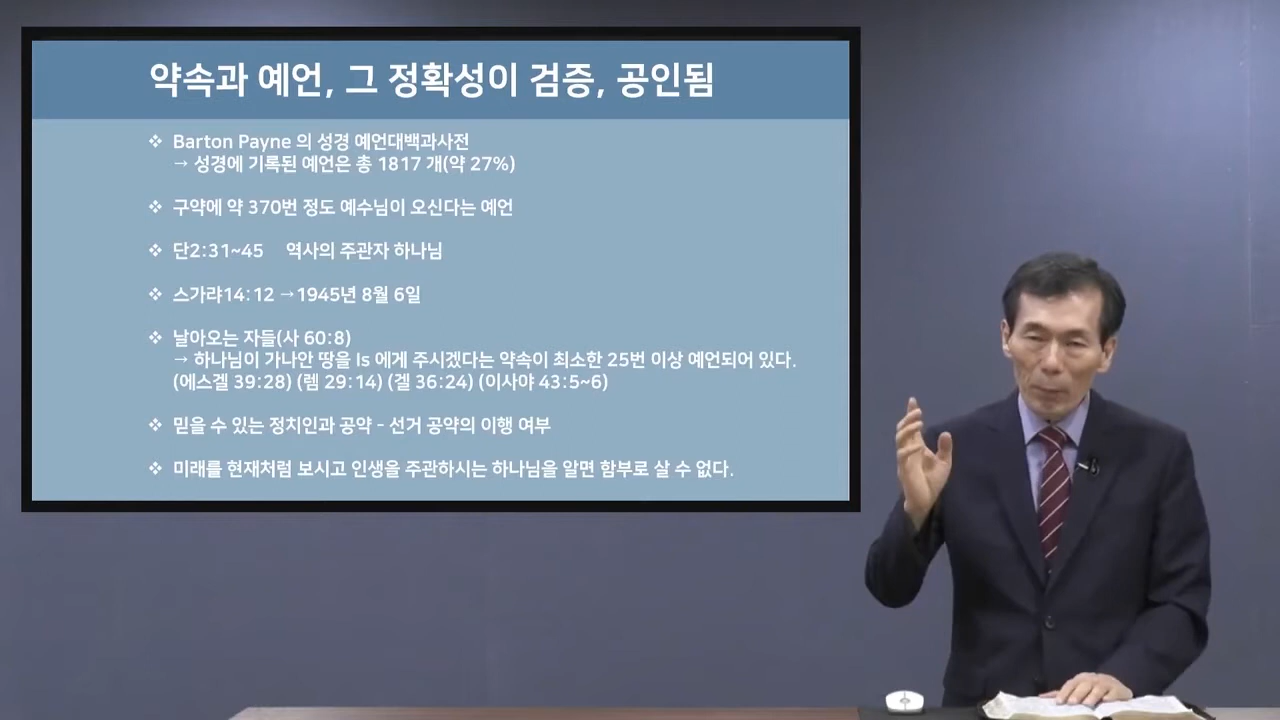 약속과 예언, 그 정확성이 검증, 공인됨
❖ Barton Payne 의 성경 예언대백과사전
→ 성경에 기록된 예언은 총 1817 개(약 27%)
❖ 구약에 약 370번 정도 예수님이 오신다는 예언
❖ 단2:31~45 역사의 주관자 하나님
❖ 스가랴14:12 →1945년 8월 6일
❖ 날아오는 자들(사 60:8)
→ 하나님이 가나안 땅을 Is 에게 주시겠다는 약속이 최소한 25번 이상 예언되어 있다.
(에스겔 39:28) (렘 29:14) (겔 36:24) (이사야 43:5~6)
❖ 믿을 수 있는 정치인과 공약 - 선거 공약의 이행 여부
❖ 미래를 현재처럼 보시고 인생을 주관하시는 하나님을 알면 함부로 살 수 없다.